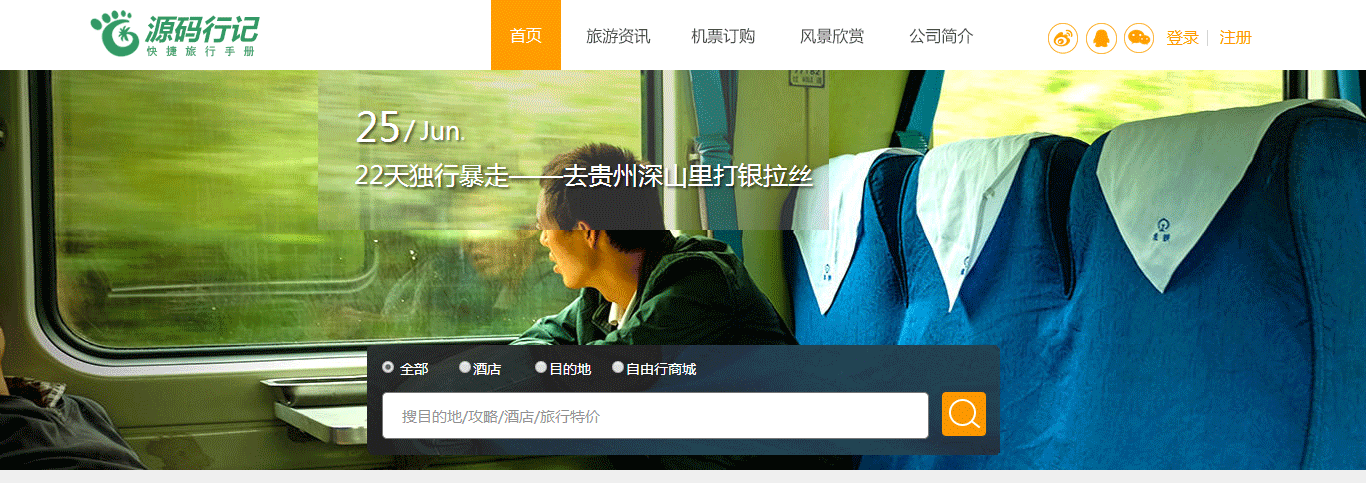 源码行记
快捷旅行手册
首页 旅游资讯 机票订购 风景欣赏 公司简介 登录 | 注册
25/Jun.
22天独行暴走——去贵州深山里打银拉丝
全部 酒店 目的地 自由行商城
搜目的地/攻略/酒店/旅行特价